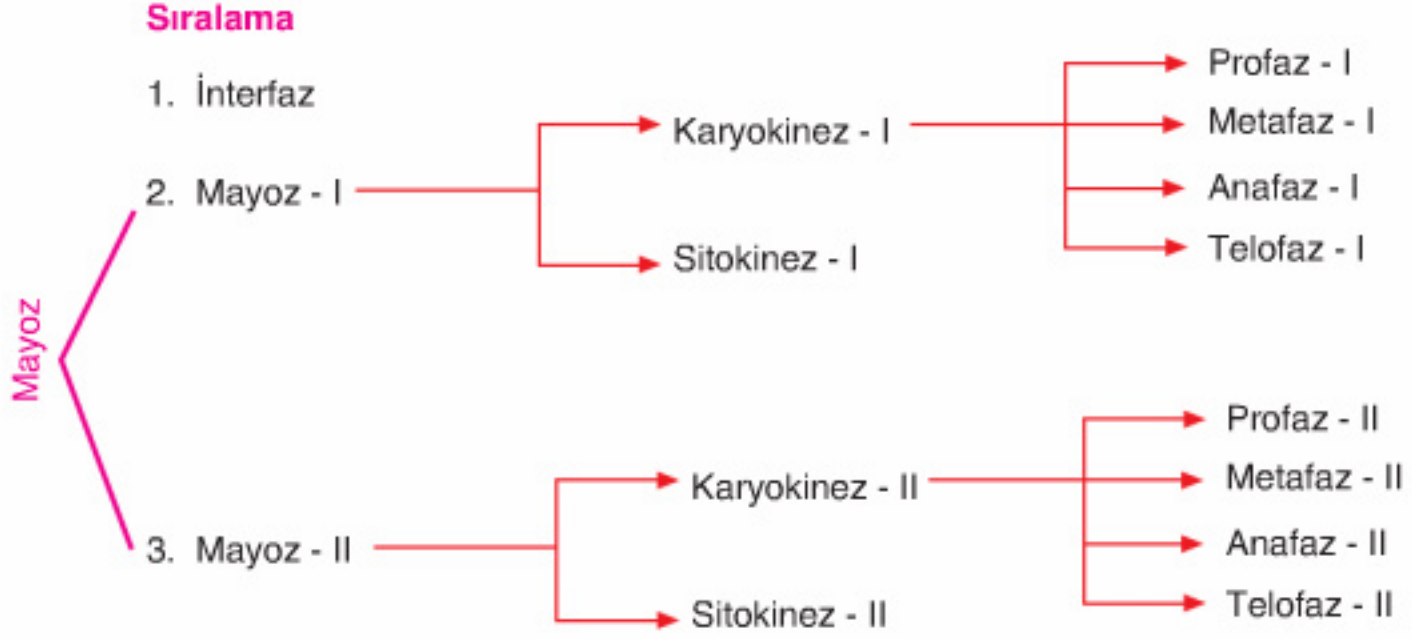 Sıralama
1. İnterfaz
2. Mayoz - I
Karyokinez - I
Sitokinez - I
Profaz - I
Metafaz - I
Anafaz - I
Telofaz - I
Mayoz
3. Mayoz - II
Karyokinez - II
Sitokinez - II
Profaz - II
Metafaz - II
Anafaz - II
Telofaz - II